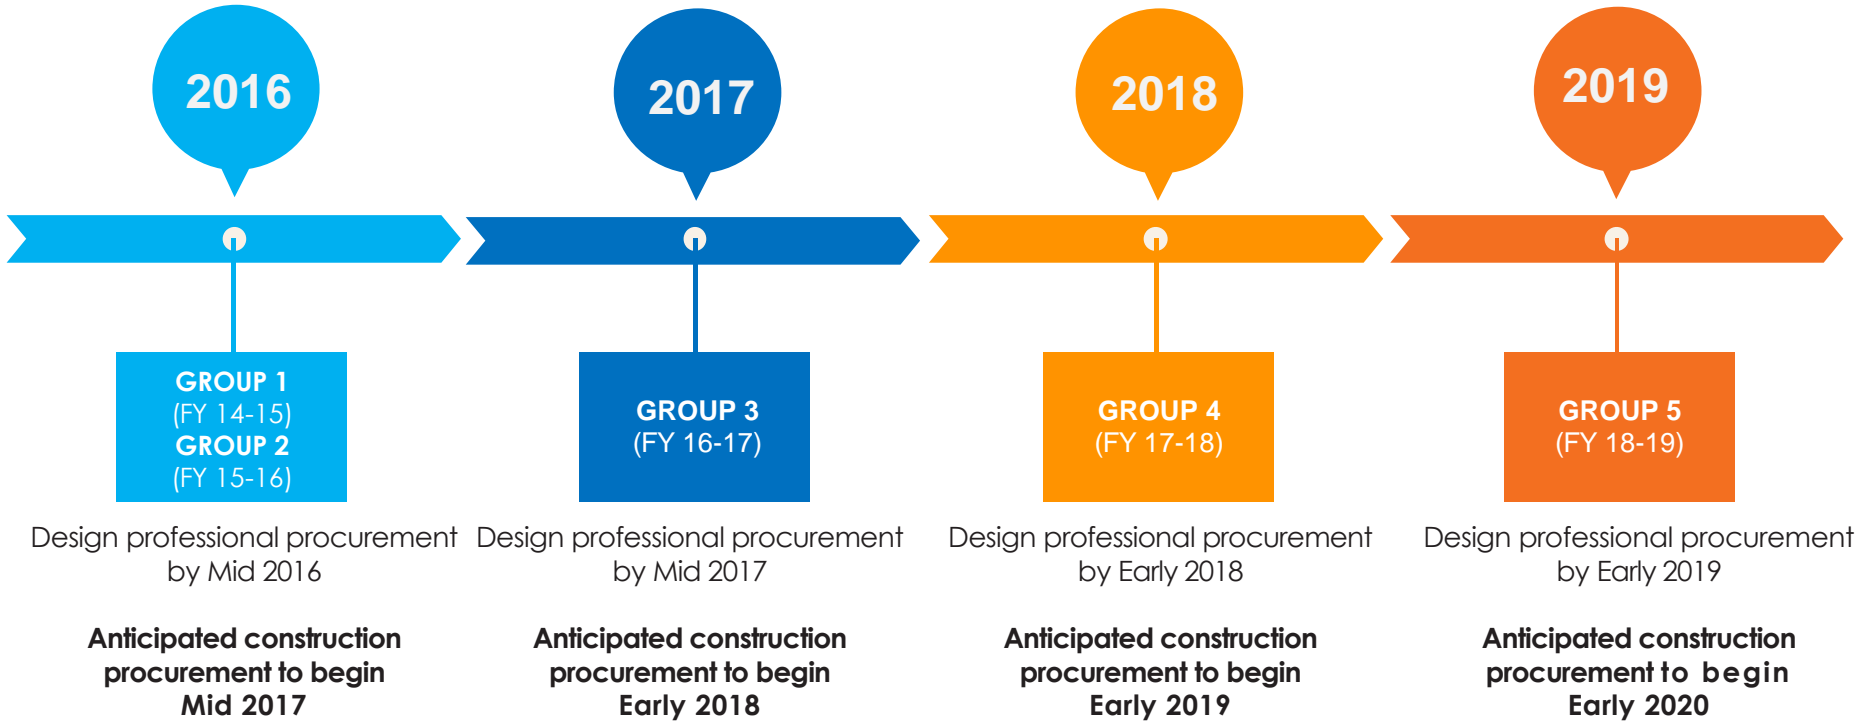 2016
2017
2018
2019
GROUP 1
(FY 14-15)
GROUP 2
(FY 15-16)
GROUP 3
(FY 16-17)
GROUP 4
(FY 17-18)
GROUP 5
(FY 18-19)
Design professional procurement
by Mid 2016
Anticipated construction
procurement to begin
Mid 2017
Design professional procurement
by Mid 2017
Anticipated construction
procurement to begin
Early 2018
Design professional procurement
by Early 2018
Anticipated construction
procurement to begin
Early 2019
Design professional procurement
by Early 2019
Anticipated construction
procurement to begin
Early 2020